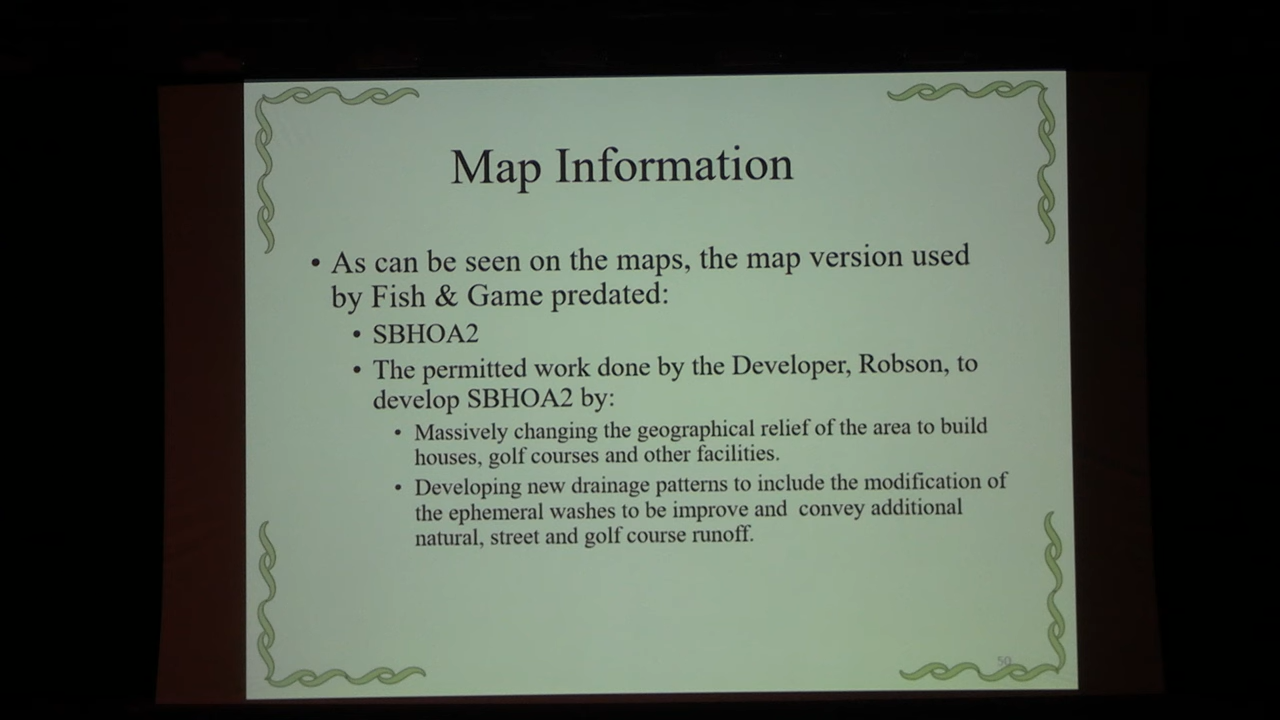 Map Information
• As can be seen on the maps, the map version used
by Fish & Game predated:
• SBHOA2
• The permitted work done by the Developer, Robson, to
develop SBHOA2 by:
• Massively changing the geographical relief of the area to build
houses, golf courses and other facilities.
• Developing new drainage patterns to include the modification of
the ephemeral washes to be improve and convey additional
natural, street and golf course runoff.
50